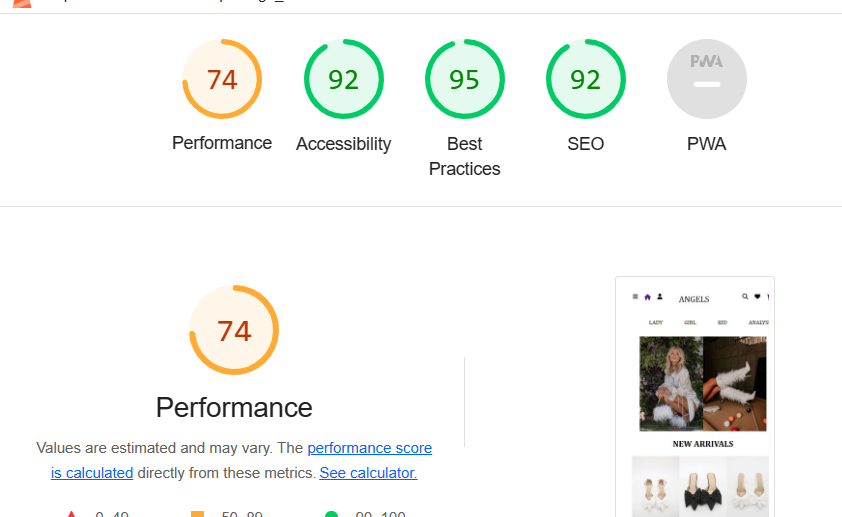 74
92
95
92
PWA
Performance
Accessibility
Best
Practices
SEO
PWA
74
Performance
Values are estimated and may vary. The performance score
is calculated directly from these metrics. See calculator.
0–49
50–89
90–100
ANGELS
LADY
GIRL
KID
ANALYS
NEW ARRIVALS